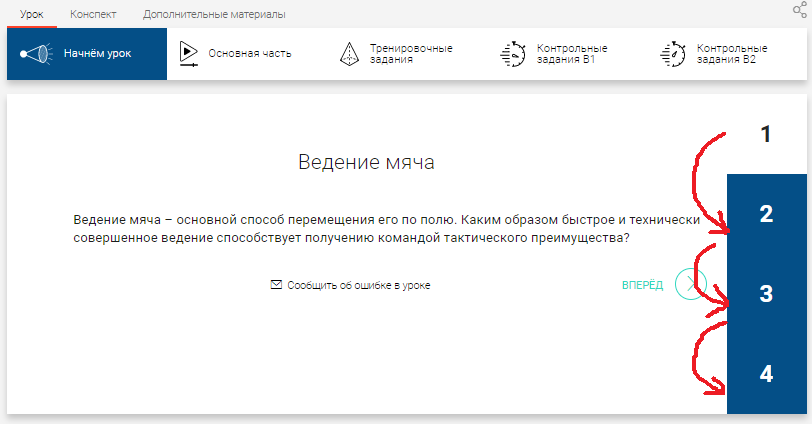 Урок Конспект Дополнительные материалы
Начнём урок
Основная часть
Тренировочные
задания
Контрольные
задания В1
Контрольные
задания В2
Ведение мяча
Ведение мяча – основной способ перемещения его по полю. Каким образом быстрое и технически
совершенное ведение способствует получению командой тактического преимущества?
Сообщить об ошибке в уроке
ВПЕРЁД
1
2
3
4